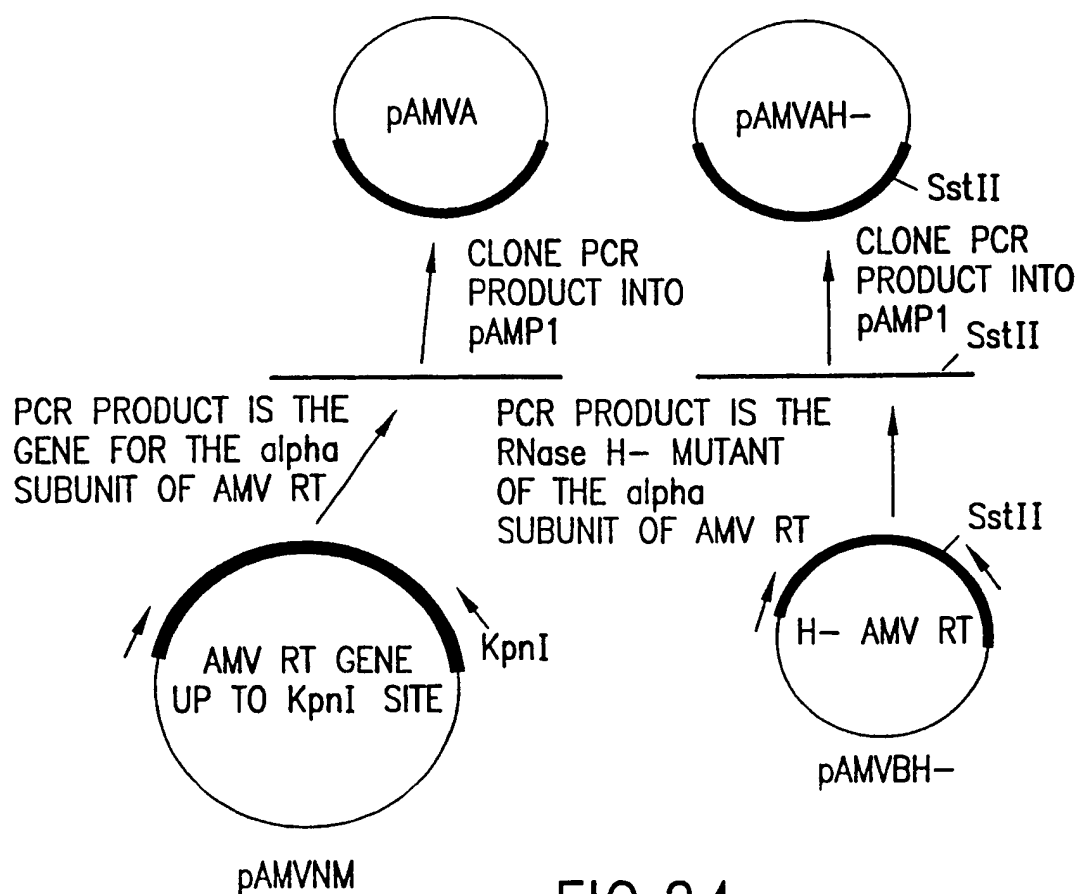 pAMVA
pAMVAH-
SstII
CLONE PCR
PRODUCT INTO
pAMP1
CLONE PCR
PRODUCT INTO
pAMP1
SstII
PCR PRODUCT IS THE
GENE FOR THE alpha
SUBUNIT OF AMV RT
PCR PRODUCT IS THE
RNase H- MUTANT
OF THE alpha
SUBUNIT OF AMV RT
SstII
AMV RT GENE
UP TO KpnI SITE
KpnI
H- AMV RT
pAMVBH-
pAMVNM